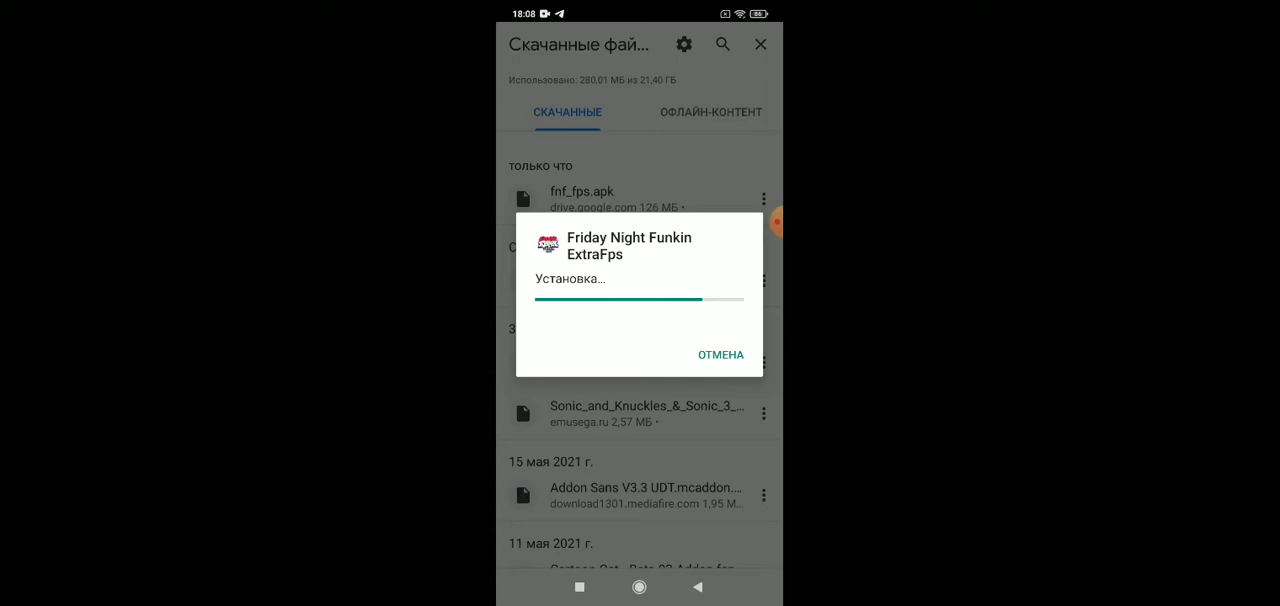 18:08
86
Скачанные фай...
Использовано: 280,01 МБ из 21,40 ГБ
СКАЧАННЫЕ
ОФЛАЙН-КОНТЕНТ
только что
fnf_fps.apk
drive.google.com 126 МБ •
Friday Night Funkin
ExtraFps
Установка...
ОТМЕНА
Sonic_and_Knuckles_&_Sonic_3_...
emusega.ru 2,57 МБ •
15 мая 2021 г.
Addon Sans V3.3 UDT.mcaddon....
download1301.mediafire.com 1,95 М...
11 мая 2021 г.